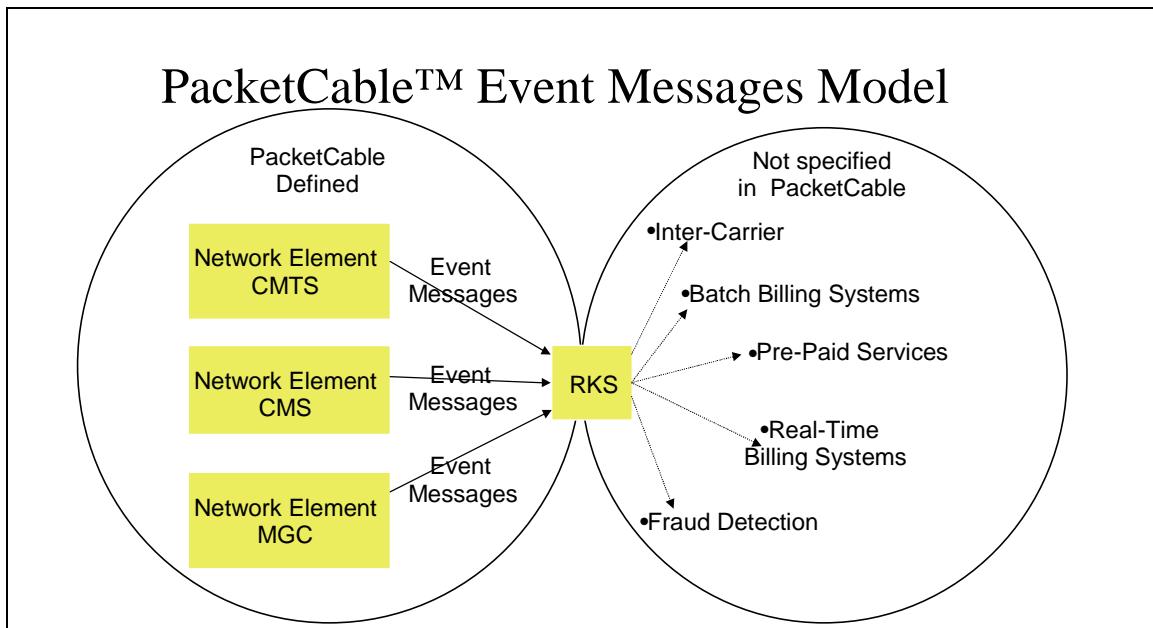 PacketCable™ Event Messages Model
PacketCable
Defined
Network Element
CMTS
Event
Messages
Network Element
CMS
Event
Messages
Network Element
MGC
Event
Messages
RKS
Not specified
in PacketCable
•Inter-Carrier
•Batch Billing Systems
•Pre-Paid Services
•Real-Time
Billing Systems
•Fraud Detection